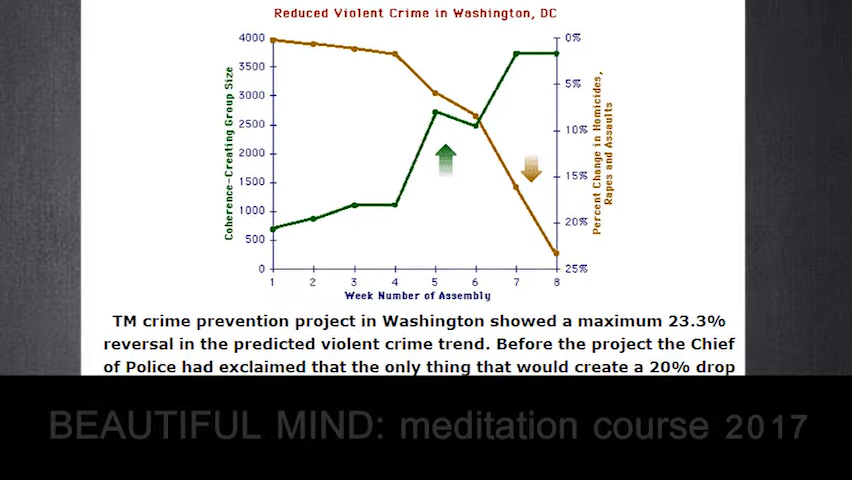 Reduced Violent Crime in Washington, DC
Coherence-Creating Group Size
4000
3500
3000
2500
2000
1500
1000
500
0
0%
5%
10%
15%
20%
25%
Percent Change in Homicides,
Rapes and Assaults
1 2 3 4 5 6 7 8
Week Number of Assembly
TM crime prevention project in Washington showed a maximum 23.3%
reversal in the predicted violent crime trend. Before the project the Chief
of Police had exclaimed that the only thing that would create a 20% drop
BEAUTIFUL MIND: meditation course 2017